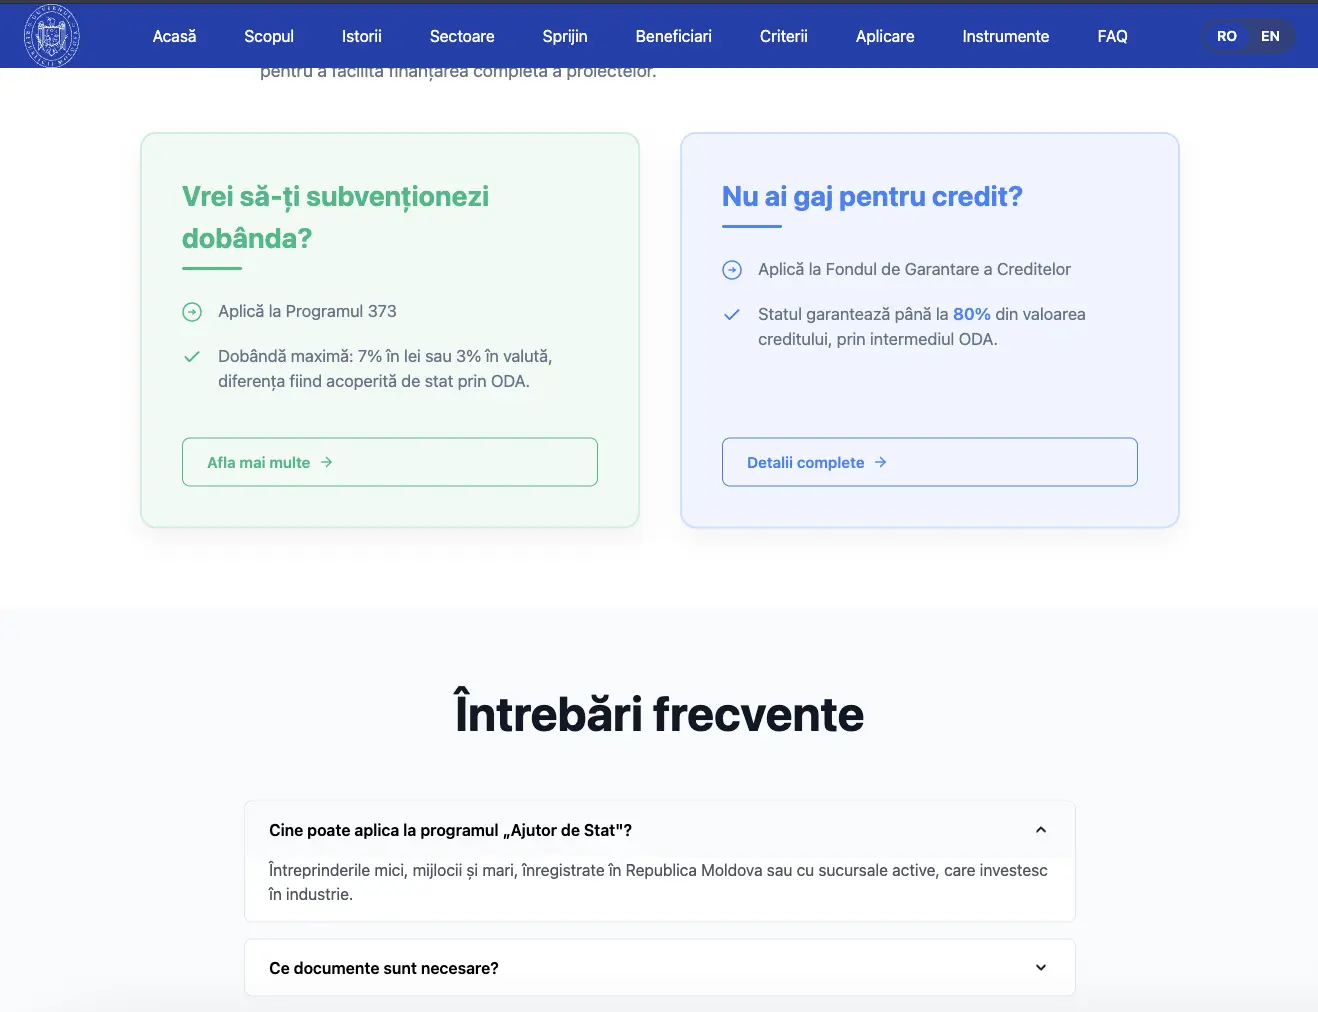 Acasă Scopul Istorii Sectoare Sprijin Beneficiari Criterii Aplicare Instrumente FAQ RO EN
pentru a facilita finanțarea completă a proiectelor.
Vrei să-ți subvenționezi
dobânda?
Aplică la Programul 373
Dobândă maximă: 7% în lei sau 3% în valută,
diferența fiind acoperită de stat prin ODA.
Afla mai multe →
Nu ai gaj pentru credit?
Aplică la Fondul de Garantare a Creditelor
Statul garantează până la 80% din valoarea
creditului, prin intermediul ODA.
Detalii complete →
Întrebări frecvente
Cine poate aplica la programul „Ajutor de Stat"?
Întreprinderile mici, mijlocii și mari, înregistrate în Republica Moldova sau cu sucursale active, care investesc
în industrie.
Ce documente sunt necesare?